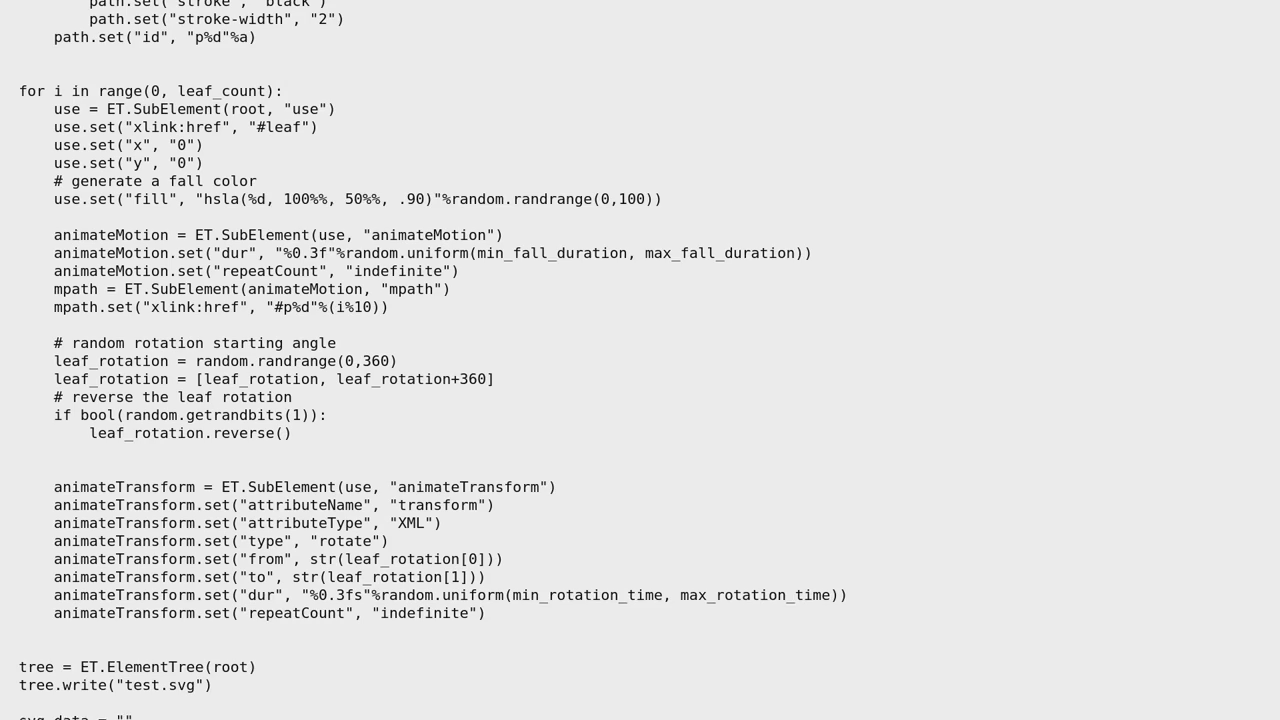 path.set("stroke", "black")
path.set("stroke-width", "2")
path.set("id", "p%d"%a)
for i in range(0, leaf_count):
use = ET.SubElement(root, "use")
use.set("xlink:href", "#leaf")
use.set("x", "0")
use.set("y", "0")
# generate a fall color
use.set("fill", "hsla(%d, 100%%, 50%%, .90)"%random.randrange(0,100))
animateMotion = ET.SubElement(use, "animateMotion")
animateMotion.set("dur", "%0.3f"%random.uniform(min_fall_duration, max_fall_duration))
animateMotion.set("repeatCount", "indefinite")
mpath = ET.SubElement(animateMotion, "mpath")
mpath.set("xlink:href", "#p%d"%(i%10))
# random rotation starting angle
leaf_rotation = random.randrange(0,360)
leaf_rotation = [leaf_rotation, leaf_rotation+360]
# reverse the leaf rotation
if bool(random.getrandbits(1)):
leaf_rotation.reverse()
animateTransform = ET.SubElement(use, "animateTransform")
animateTransform.set("attributeName", "transform")
animateTransform.set("attributeType", "XML")
animateTransform.set("type", "rotate")
animateTransform.set("from", str(leaf_rotation[0]))
animateTransform.set("to", str(leaf_rotation[1]))
animateTransform.set("dur", "%0.3fs"%random.uniform(min_rotation_time, max_rotation_time))
animateTransform.set("repeatCount", "indefinite")
tree = ET.ElementTree(root)
tree.write("test.svg")
svg_data = ""